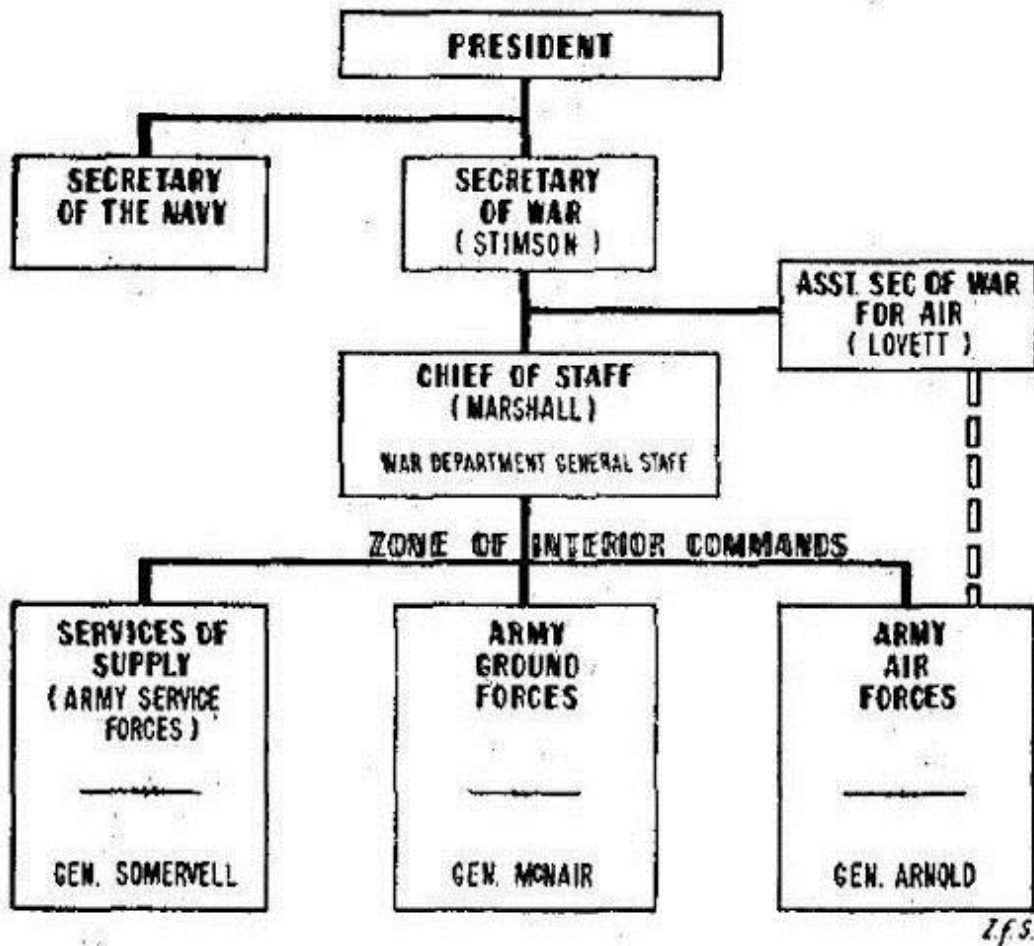 PRESIDENT
SECRETARY
OF THE NAVY
SECRETARY
OF WAR
( STIMSON )
ASST. SEC OF WAR
FOR AIR
( LOVETT )
CHIEF OF STAFF
(MARSHALL)
WAR DEPARTMENT GENERAL STAFF
ZONE OF INTERIOR COMMANDS
SERVICES OF
SUPPLY
(ARMY SERVICE
FORCES)
GEN. SOMERVELL
ARMY
GROUND
FORCES
GEN. MCNAIR
ARMY
AIR
FORCES
GEN. ARNOLD
I.f.S.